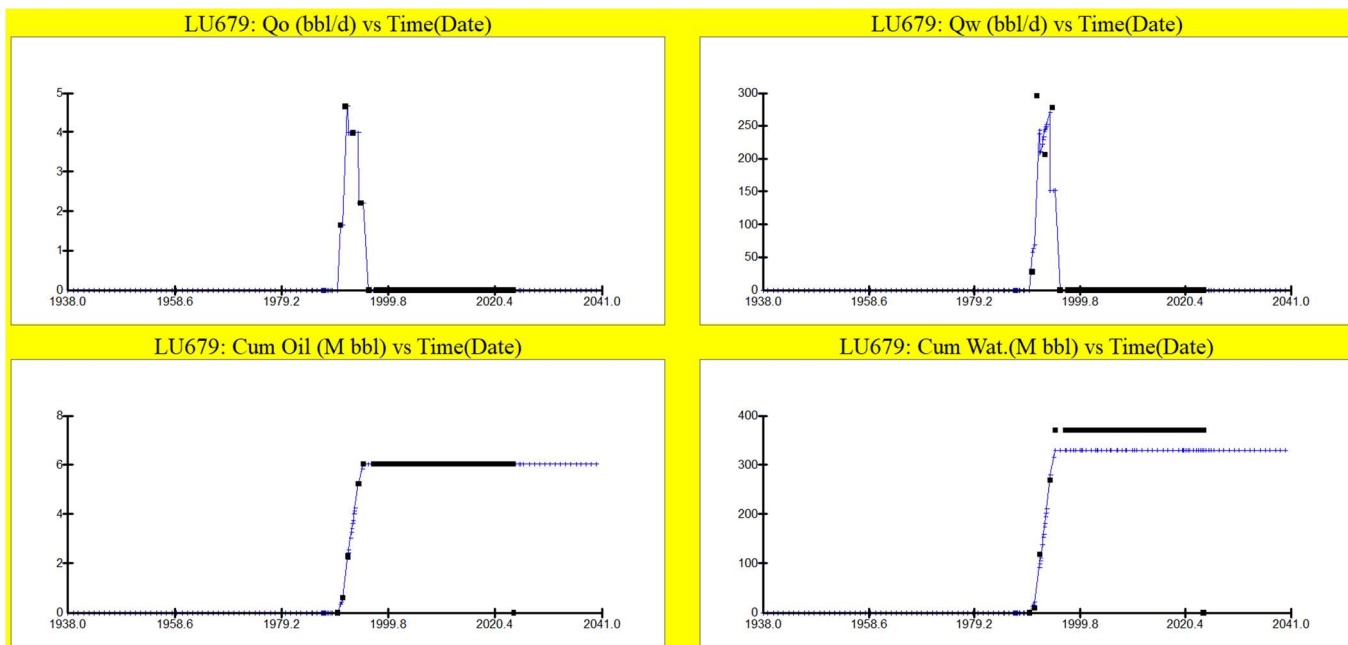 LU679: Qo (bbl/d) vs Time(Date)
5
4
3
2
1
0
1938.0 1958.6 1979.2 1999.8 2020.4 2041.0
LU679: Qw (bbl/d) vs Time(Date)
300
250
200
150
100
50
0
1938.0 1958.6 1979.2 1999.8 2020.4 2041.0
LU679: Cum Oil (M bbl) vs Time(Date)
8
6
4
2
0
1938.0 1958.6 1979.2 1999.8 2020.4 2041.0
LU679: Cum Wat.(M bbl) vs Time(Date)
400
300
200
100
0
1938.0 1958.6 1979.2 1999.8 2020.4 2041.0